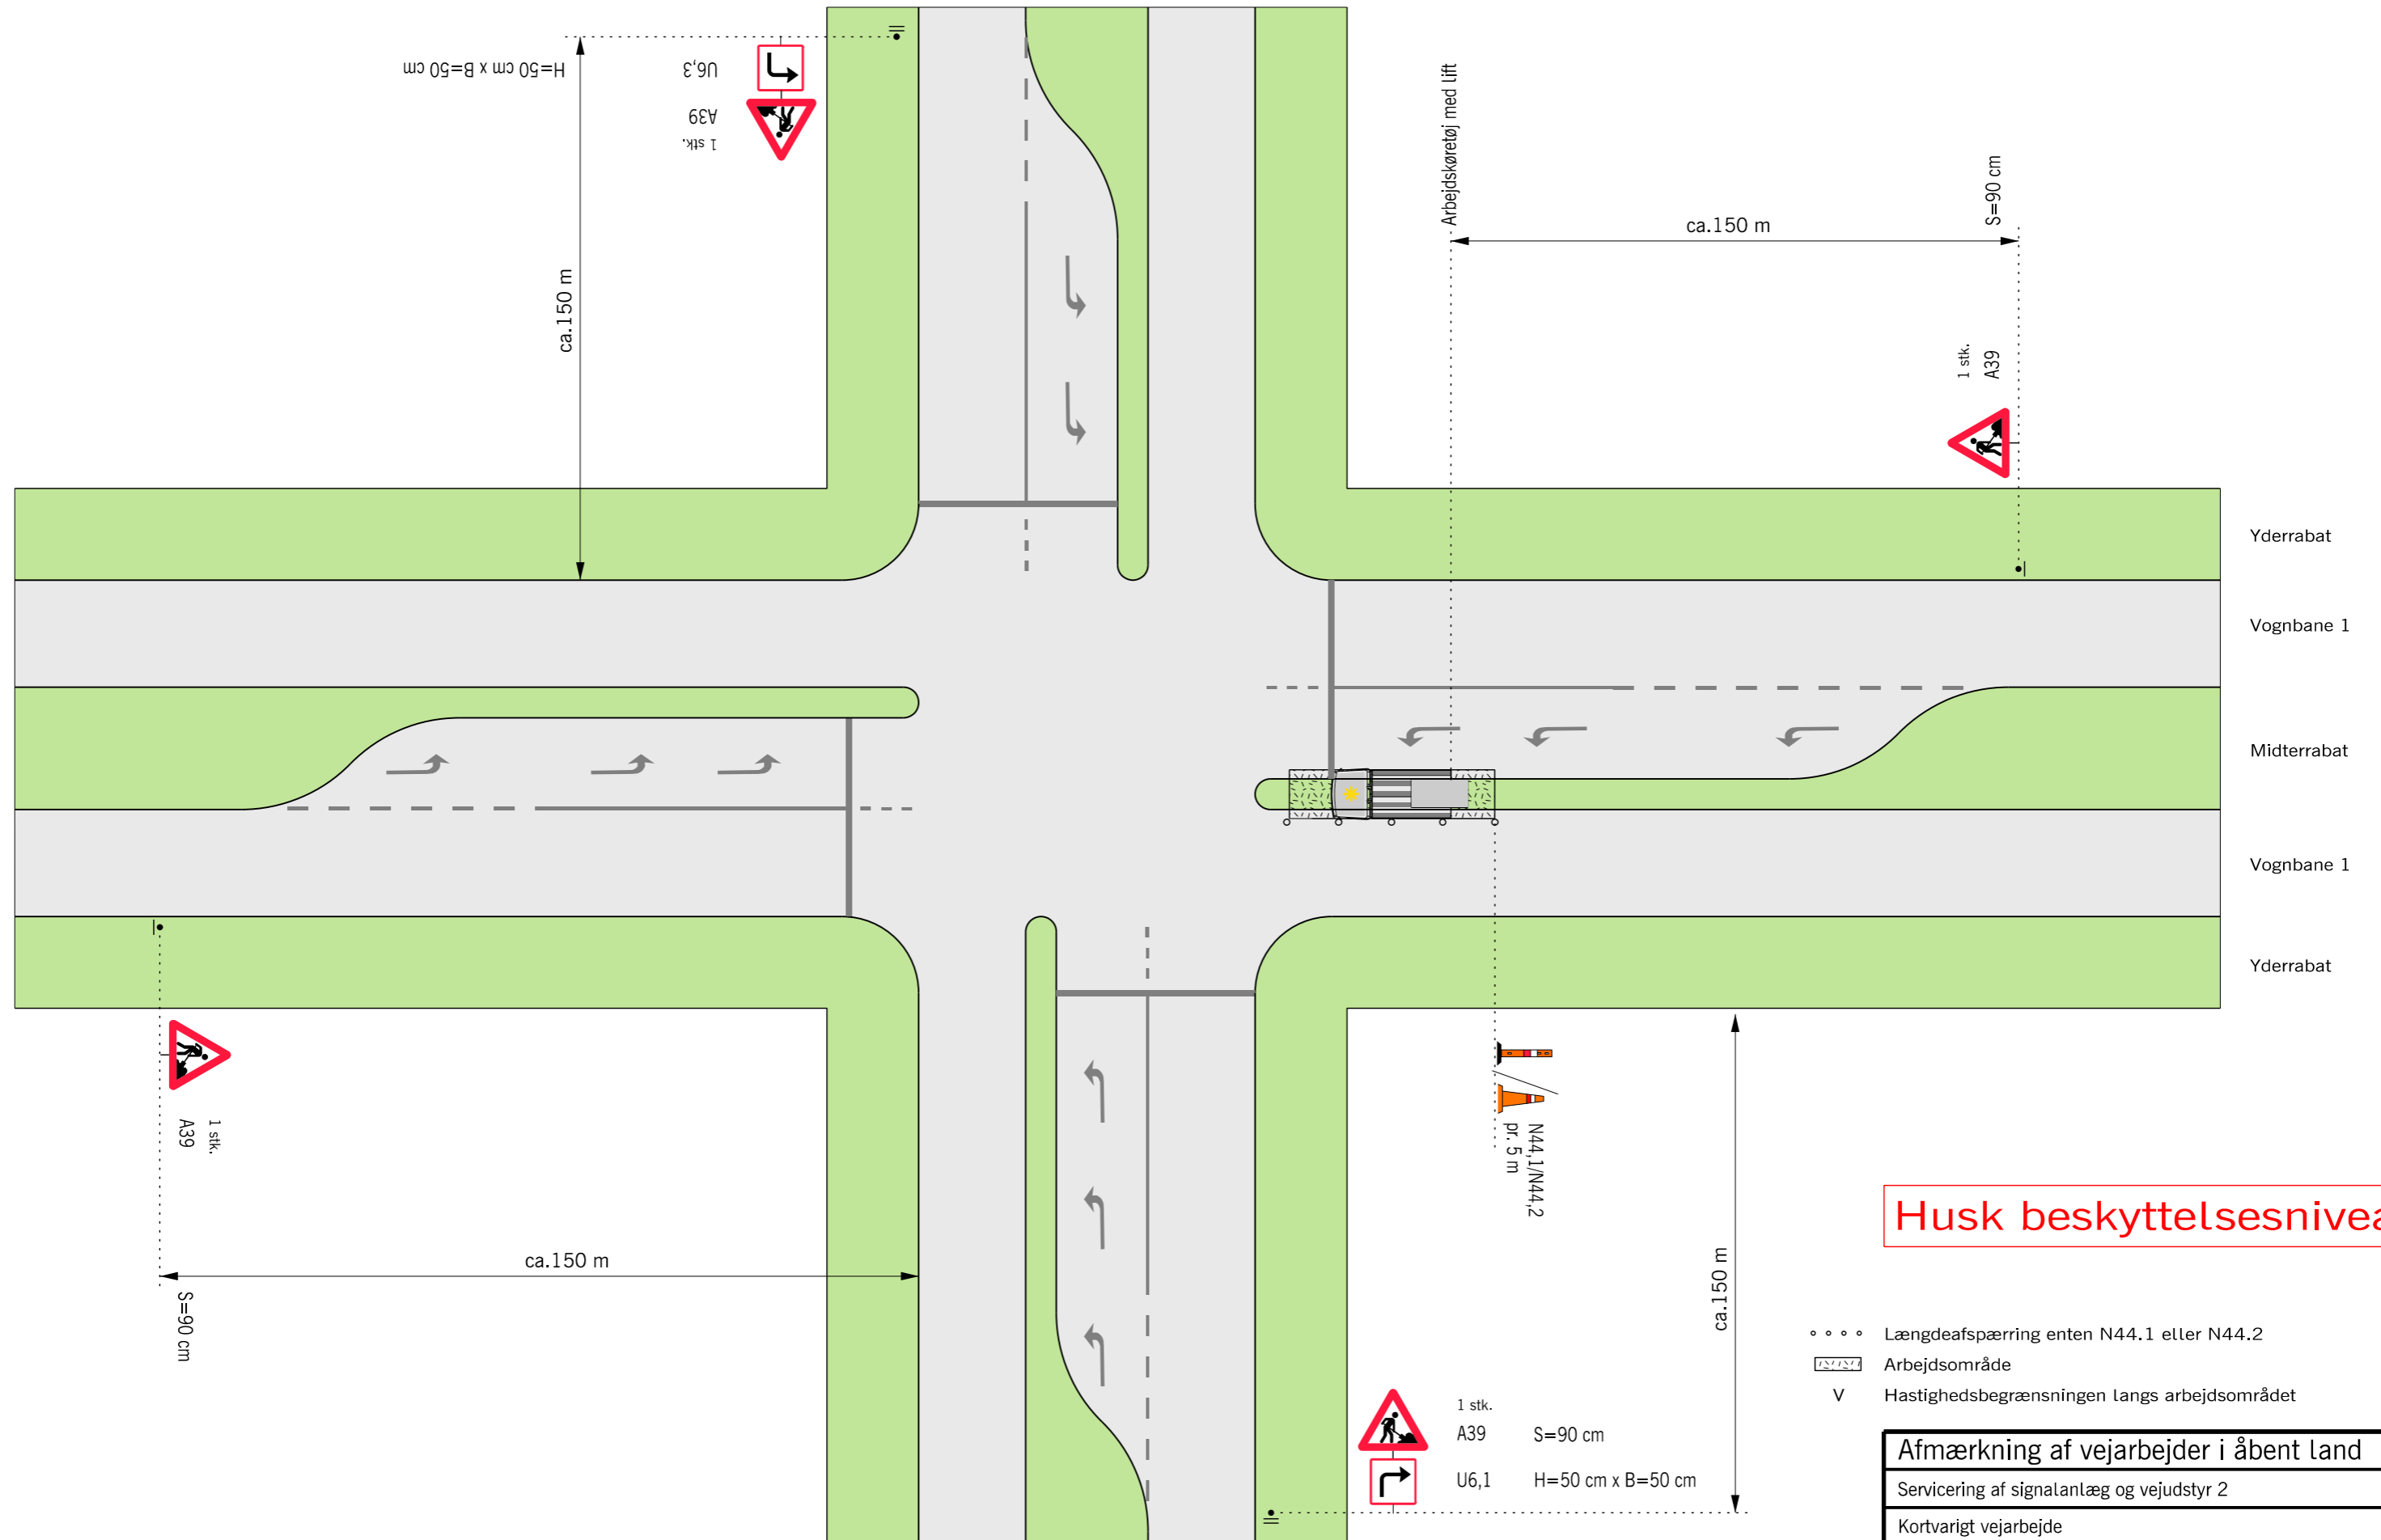 H=50 cm x B=50 cm
U6,3
A39
1 stk.
ca.150 m
Arbejdskøretøj med lift
ca.150 m
S=90 cm
1 stk.
A39
Yderrabat
Vognbane 1
Midterrabat
Vognbane 1
Yderrabat
1 stk.
A39
S=90 cm
ca.150 m
N44,1/N44,2
pr. 5 m
ca.150 m
Husk beskyttelsesnivea
Længdeafspærring enten N44.1 eller N44.2
Arbejdsområde
V Hastighedsbegrænsningen langs arbejdsområdet
1 stk.
A39 S=90 cm
U6,1 H=50 cm x B=50 cm
Afmærkning af vejarbejder i åbent land
Servicering af signalanlæg og vejudstyr 2
Kortvarigt vejarbejde